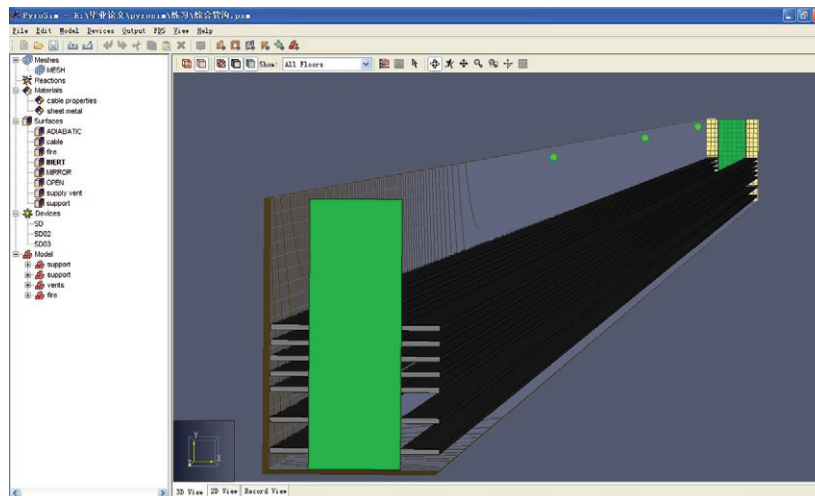 PyroSim - H:\毕业论文\pyrosim\练习\综合管沟.psm
File Edit Model Devices Output FDS View Help
Show: All Floors
Meshes
MESH
Reactions
Materials
cable properties
sheet metal
Surfaces
ADIABATIC
cable
fire
INERT
MIRROR
OPEN
supply vent
support
Devices
SD
SD02
SD03
Model
support
support
vents
fire
Y
X
3D View 2D View Record View